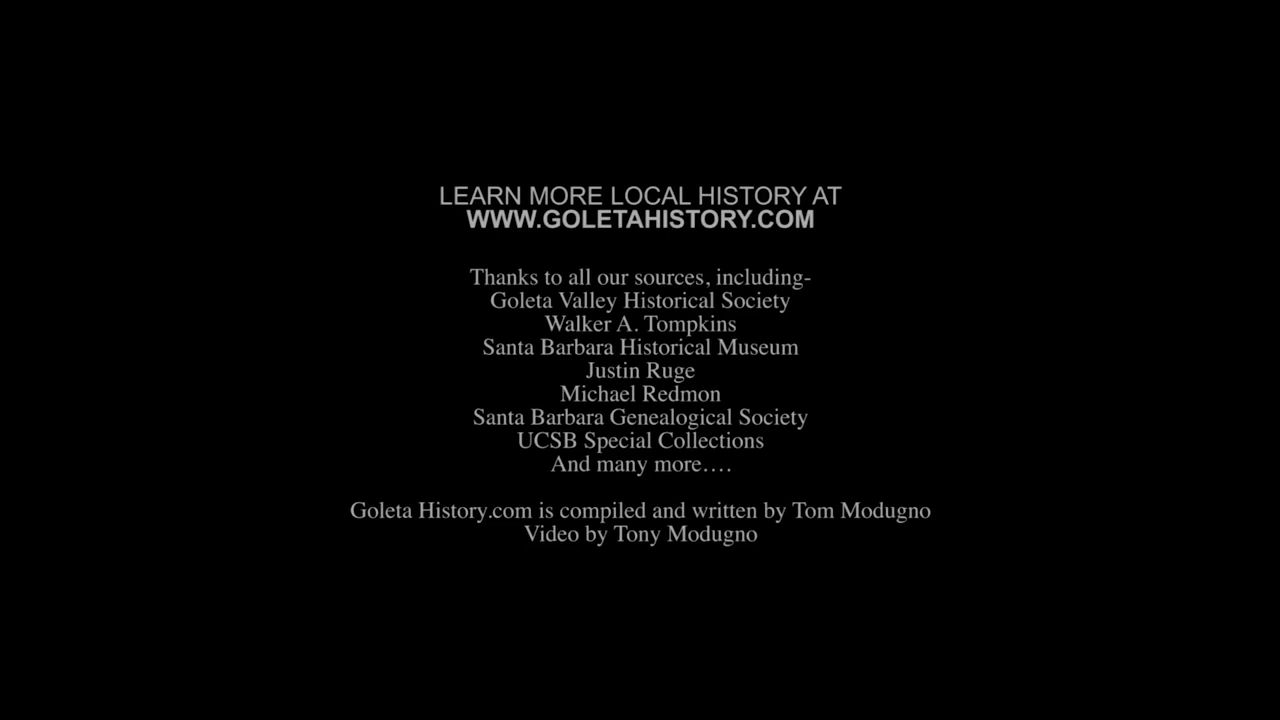 LEARN MORE LOCAL HISTORY AT
WWW.GOLETAHISTORY.COM
Thanks to all our sources, including-
Goleta Valley Historical Society
Walker A. Tompkins
Santa Barbara Historical Museum
Justin Ruge
Michael Redmon
Santa Barbara Genealogical Society
UCSB Special Collections
And many more….
Goleta History.com is compiled and written by Tom Modugno
Video by Tony Modugno